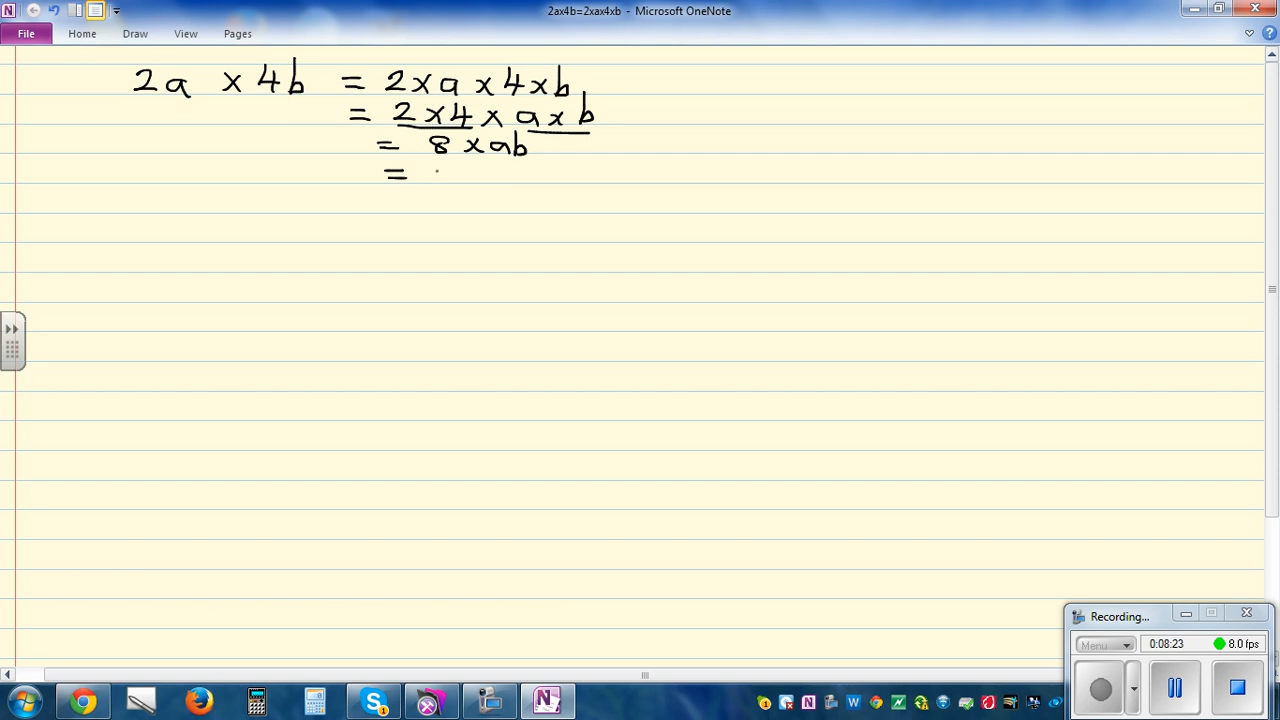 2ax4b=2xax4xb - Microsoft OneNote
File Home Draw View Pages
2a x 4b = 2 x a x 4 x b
= 2 x 4 x a x b
= 8 x ab
=
Recording...
Menu 0:08:23 8.0 fps